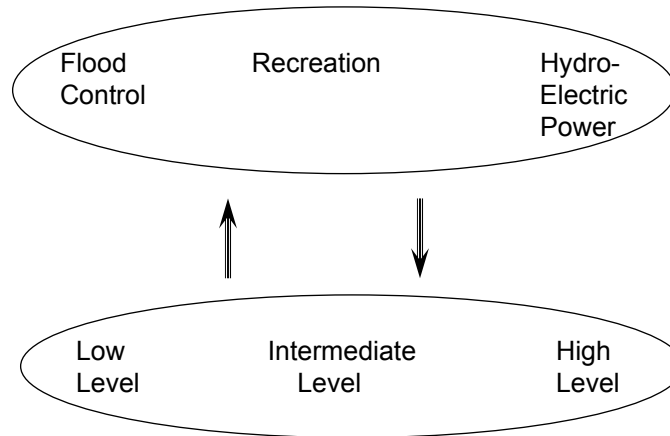 Flood
Control
Recreation
Hydro-
Electric
Power
Low
Level
Intermediate
Level
High
Level